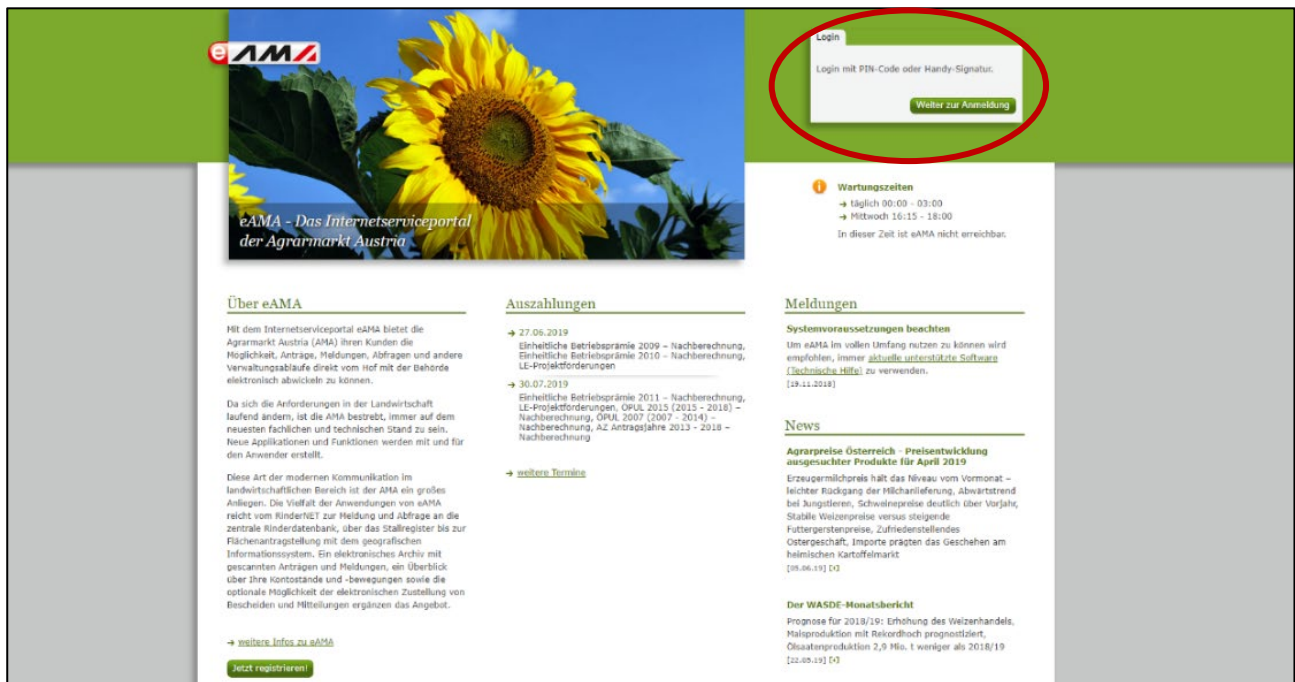 eAMA
Login
Login mit PIN-Code oder Handy-Signatur.
Weiter zur Anmeldung
eAMA - Das Internetserviceportal
der Agrarmarkt Austria
Wartungszeiten
→ täglich 00:00 - 03:00
→ Mittwoch 16:15 - 18:00
In dieser Zeit ist eAMA nicht erreichbar.
Über eAMA
Mit dem Internetserviceportal eAMA bietet die
Agrarmarkt Austria (AMA) ihren Kunden die
Möglichkeit, Anträge, Meldungen, Abfragen und andere
Verwaltungsabläufe direkt vom Hof mit der Behörde
elektronisch abwickeln zu können.
Da sich die Anforderungen in der Landwirtschaft
laufend ändern, ist die AMA bestrebt, immer auf dem
neuesten fachlichen und technischen Stand zu sein.
Neue Applikationen und Funktionen werden mit und für
den Anwender erstellt.
Diese Art der modernen Kommunikation im
landwirtschaftlichen Bereich ist der AMA ein großes
Anliegen. Die Vielfalt der Anwendungen von eAMA
reicht vom RinderNET zur Meldung und Abfrage an die
zentrale Rinderdatenbank, über das Stallregister bis zur
Flächenantragstellung mit dem geografischen
Informationssystem. Ein elektronisches Archiv mit
gescannten Anträgen und Meldungen, ein Überblick
über Ihre Kontostände und -bewegungen sowie die
optionale Möglichkeit der elektronischen Zustellung von
Bescheiden und Mitteilungen ergänzen das Angebot.
→ weitere Infos zu eAMA
Jetzt registrieren!
Auszahlungen
→ 27.06.2019
Einheitliche Betriebsprämie 2009 – Nachberechnung,
Einheitliche Betriebsprämie 2010 – Nachberechnung,
LE-Projektförderungen
→ 30.07.2019
Einheitliche Betriebsprämie 2011 – Nachberechnung,
LE-Projektförderungen, ÖPUL 2015 (2015 - 2018) –
Nachberechnung, ÖPUL 2007 (2007 - 2014) –
Nachberechnung, AZ Antragsjahre 2013 - 2018 –
Nachberechnung
→ weitere Termine
Meldungen
Systemvoraussetzungen beachten
Um eAMA im vollen Umfang nutzen zu können wird
empfohlen, immer aktuelle unterstützte Software
(Technische Hilfe) zu verwenden.
[19.11.2018]
News
Agrarpreise Österreich - Preisentwicklung
ausgesuchter Produkte für April 2019
Erzeugermilchpreis hält das Niveau vom Vormonat –
leichter Rückgang der Milchanlieferung, Abwärtstrend
bei Jungstieren, Schweinepreise deutlich über Vorjahr,
Stabile Weizenpreise versus steigende
Futtergerstenpreise, Zufriedenstellendes
Ostergeschäft, Importe prägten das Geschehen am
heimischen Kartoffelmarkt
[05.06.19]
Der WASDE-Monatsbericht
Prognose für 2018/19: Erhöhung des Weizenhandels,
Maisproduktion mit Rekordhoch prognostiziert,
Ölsaatenproduktion 2,9 Mio. t weniger als 2018/19
[22.05.19]